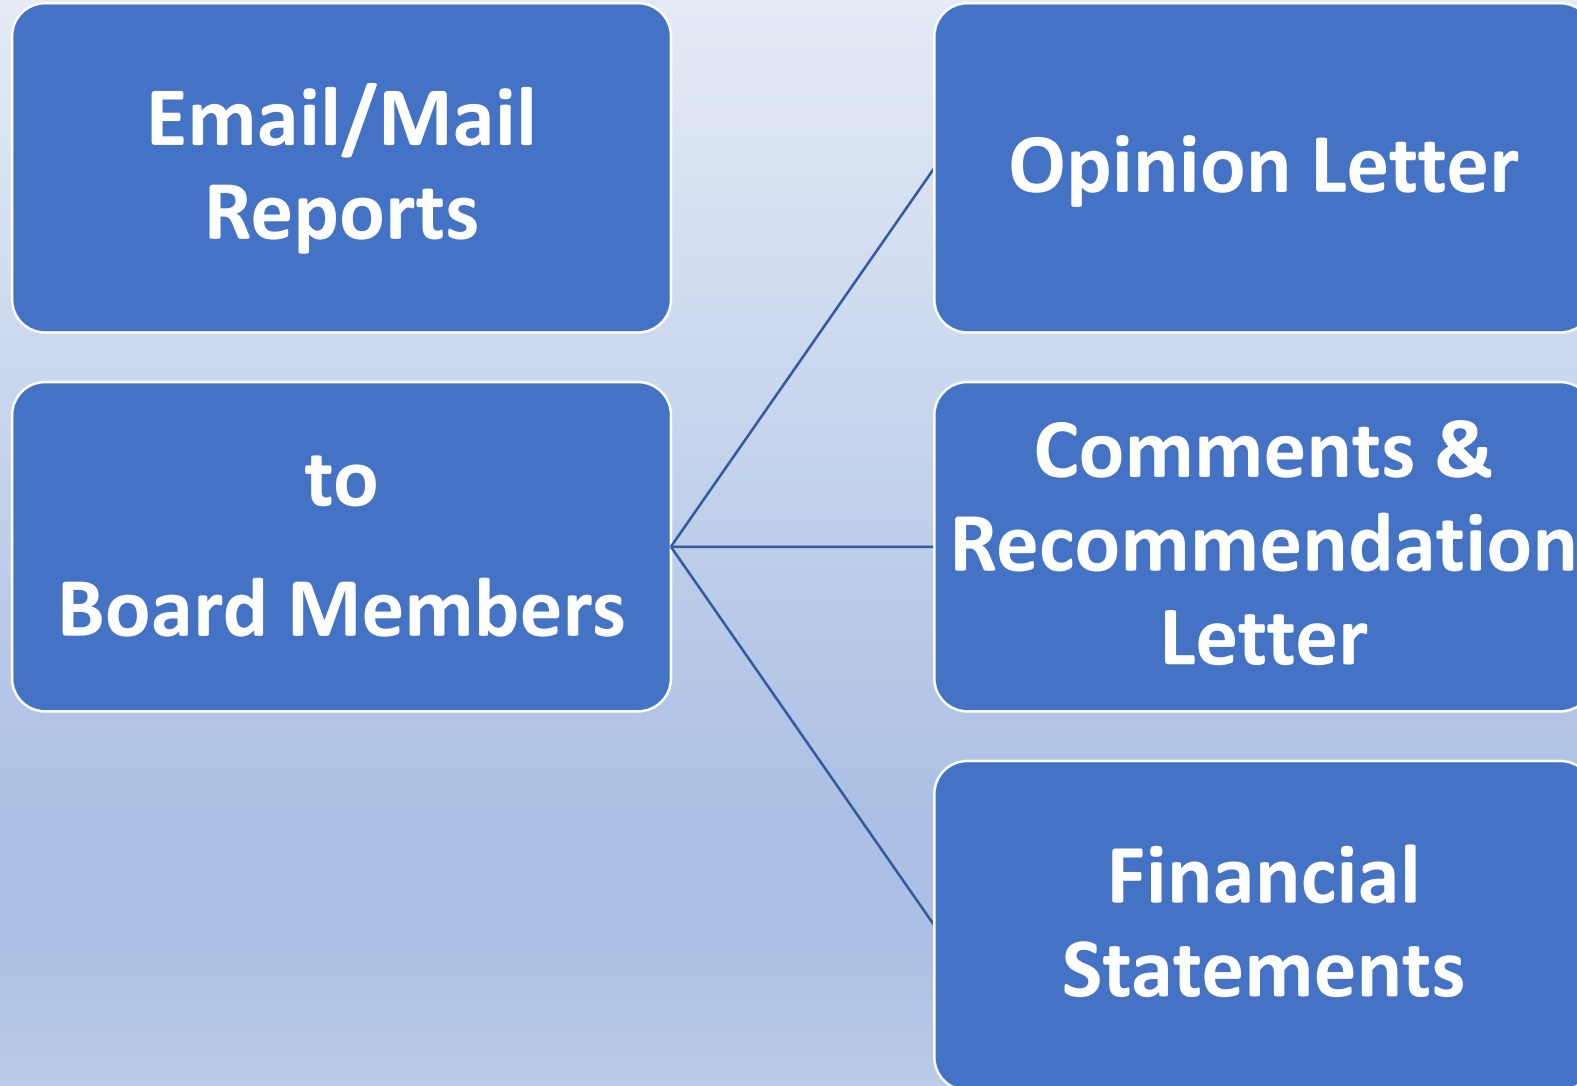 Email/Mail
Reports
to
Board Members
Opinion Letter
Comments &
Recommendation
Letter
Financial
Statements